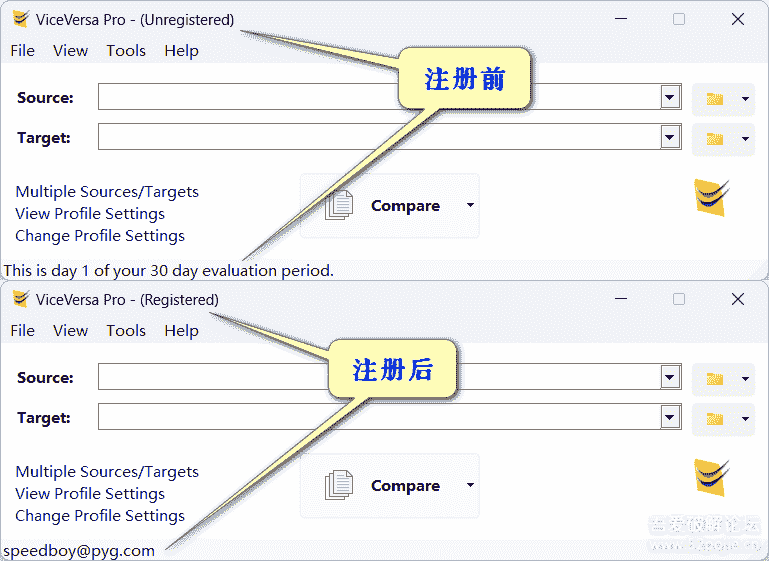 ViceVersa Pro - (Unregistered)
File View Tools Help
注册前
Source:
Target:
Multiple Sources/Targets
View Profile Settings
Change Profile Settings
Compare
This is day 1 of your 30 day evaluation period.
ViceVersa Pro - (Registered)
File View Tools Help
注册后
Source:
Target:
Multiple Sources/Targets
View Profile Settings
Change Profile Settings
Compare
speedboy@pyg.com